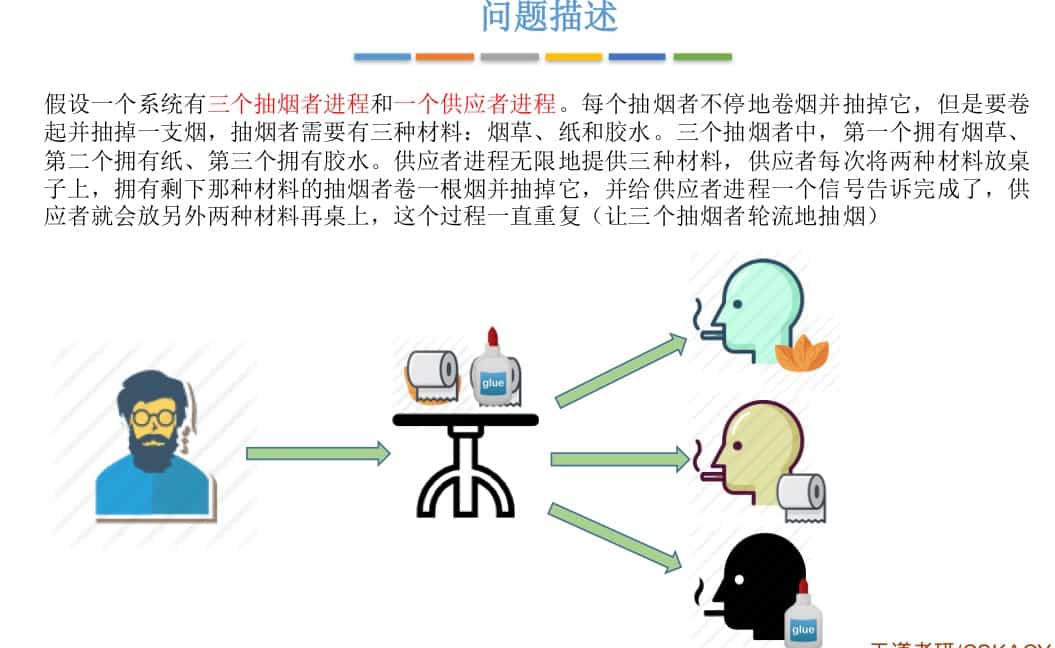 问题描述
假设一个系统有三个抽烟者进程和一个供应者进程。每个抽烟者不停地卷烟并抽掉它，但是要卷
起并抽掉一支烟，抽烟者需要有三种材料：烟草、纸和胶水。三个抽烟者中，第一个拥有烟草、
第二个拥有纸、第三个拥有胶水。供应者进程无限地提供三种材料，供应者每次将两种材料放桌
子上，拥有剩下那种材料的抽烟者卷一根烟并抽掉它，并给供应者进程一个信号告诉完成了，供
应者就会放另外两种材料再桌上，这个过程一直重复（让三个抽烟者轮流地抽烟）
glue
glue